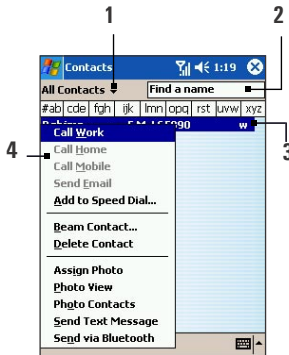 1
2
Contacts 1:19
All Contacts Find a name
#ab cde fgh ijk lmn opq rst uvw xyz
w
3
4
Call Work
Call Home
Call Mobile
Send Email
Add to Speed Dial...
Beam Contact...
Delete Contact
Assign Photo
Photo View
Photo Contacts
Send Text Message
Send via Bluetooth